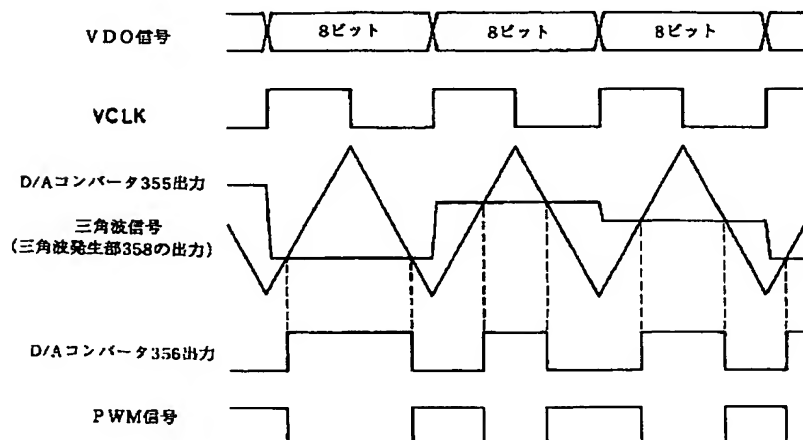 VDO信号
8ビット
8ビット
8ビット
VCLK
D/Aコンバータ355出力
三角波信号
(三角波発生部358の出力)
D/Aコンバータ356出力
PWM信号